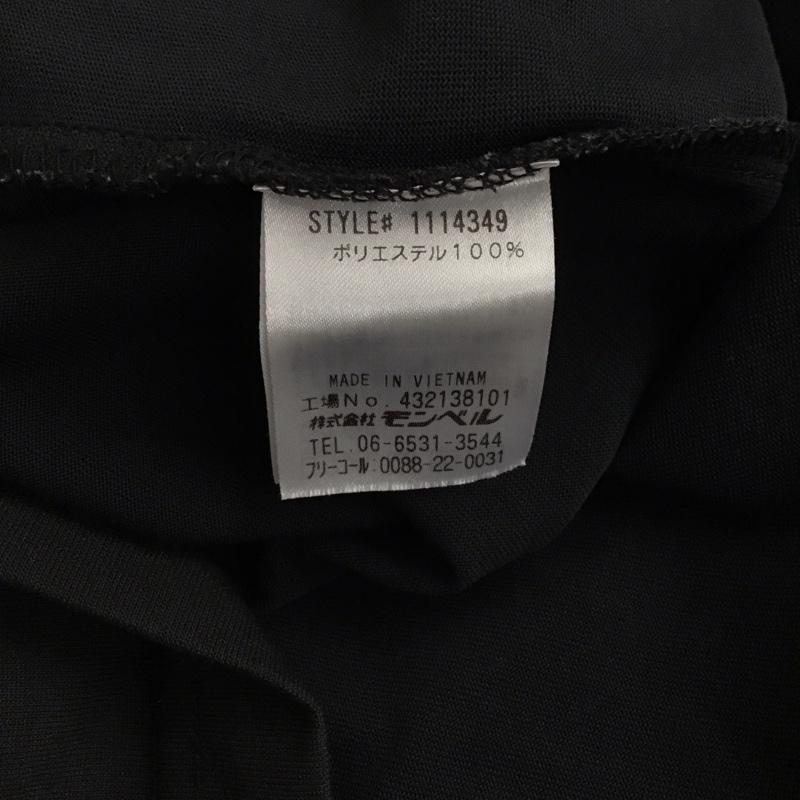 STYLE# 1114349
ポリエステル100%
MADE IN VIETNAM
工場No. 432138101
株式会社 モンベル
TEL. 06-6531-3544
フリーコール:0088-22-0031